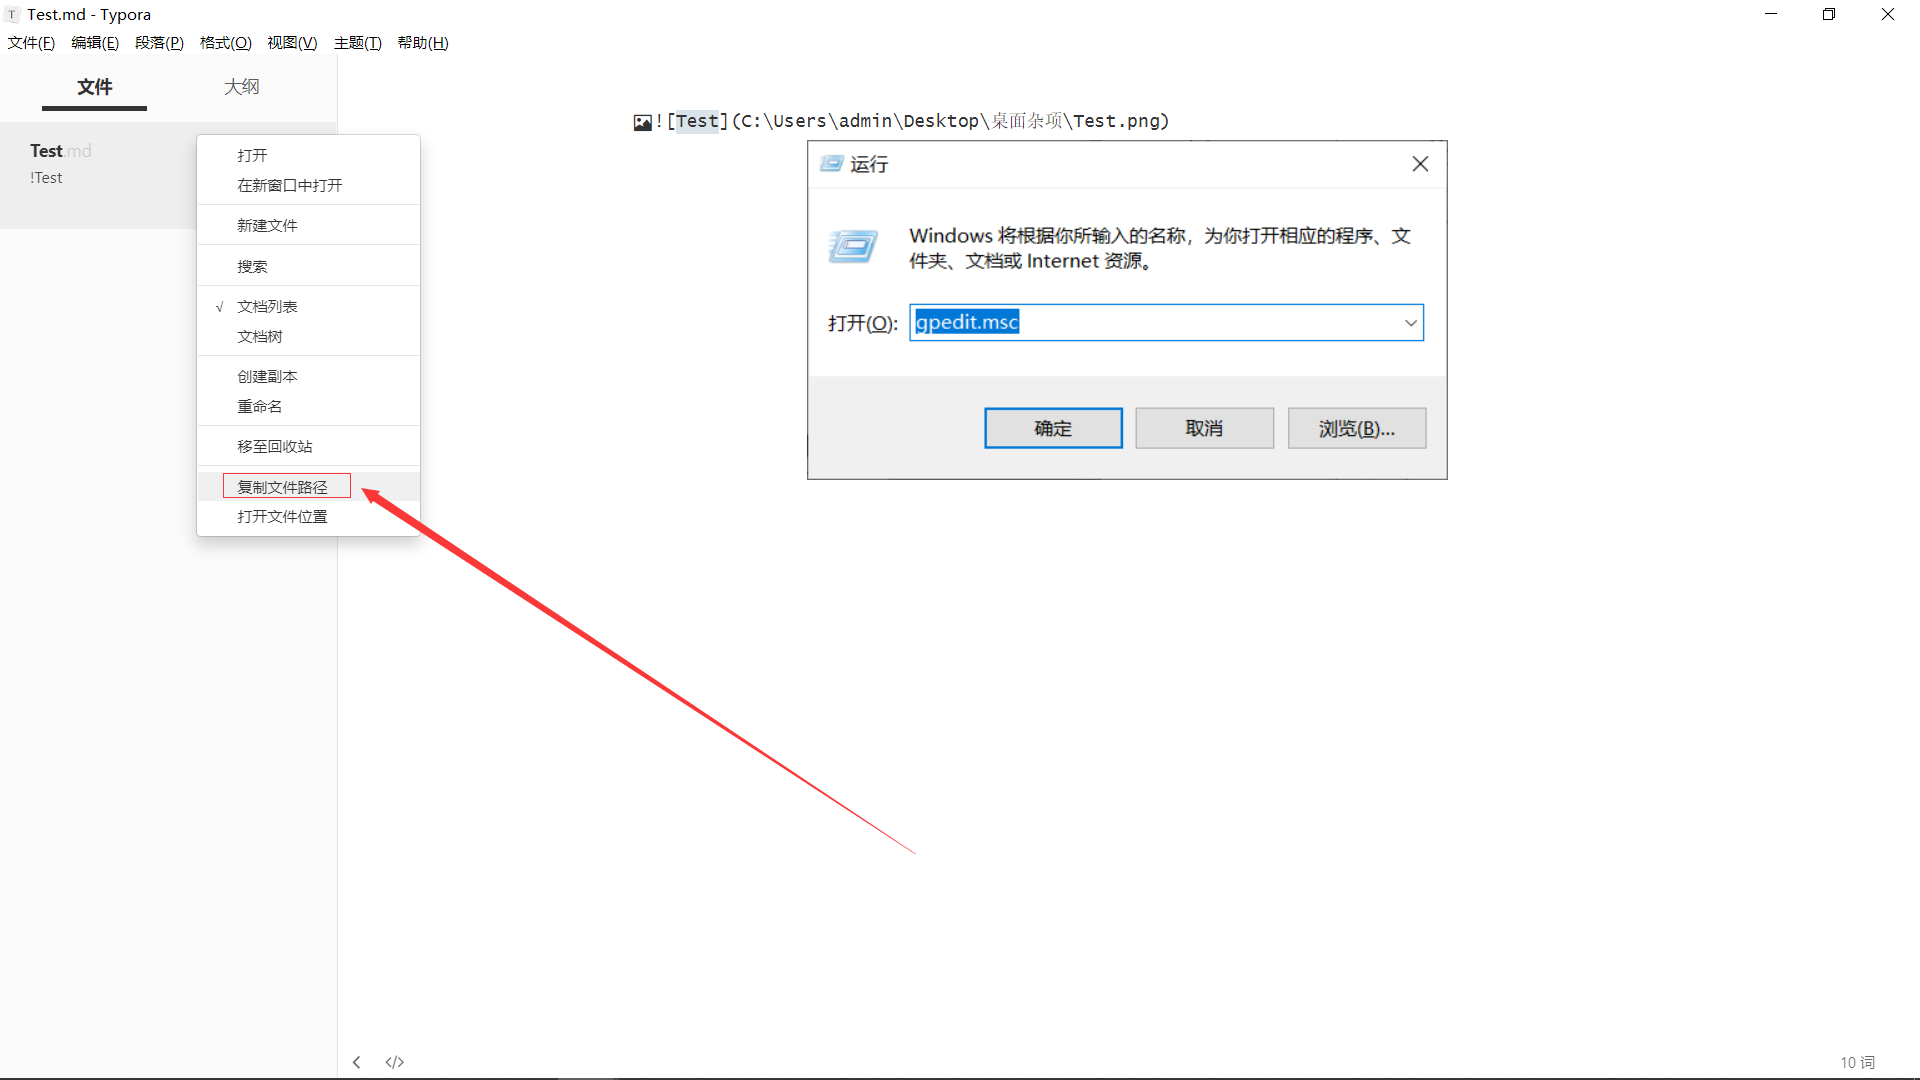 Test.md - Typora
文件(F) 编辑(E) 段落(P) 格式(O) 视图(V) 主题(T) 帮助(H)
文件 大纲
Test.md
!Test
打开
在新窗口中打开
新建文件
搜索
√ 文档列表
文档树
创建副本
重命名
移至回收站
复制文件路径
打开文件位置
![Test](C:\Users\admin\Desktop\桌面杂项\Test.png)
运行
Windows 将根据你所输入的名称，为你打开相应的程序、文
件夹、文档或 Internet 资源。
打开(O): gpedit.msc
确定 取消 浏览(B)...
</>
10 词